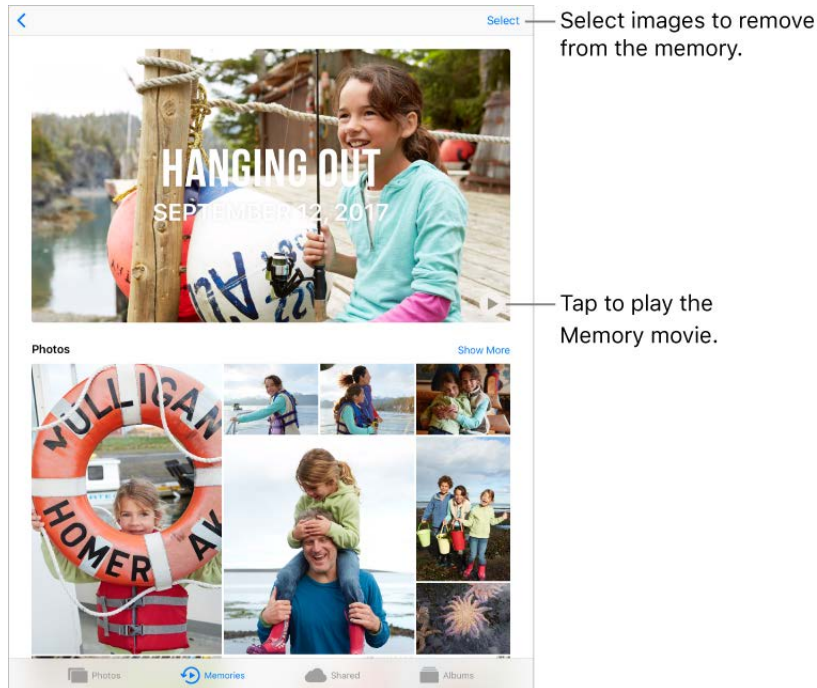 Select
Select images to remove
from the memory.
HANGING OUT
SEPTEMBER 12, 2017
Tap to play the
Memory movie.
Photos
Show More
MULLIGAN
HOMER AK
Photos
Memories
Shared
Albums